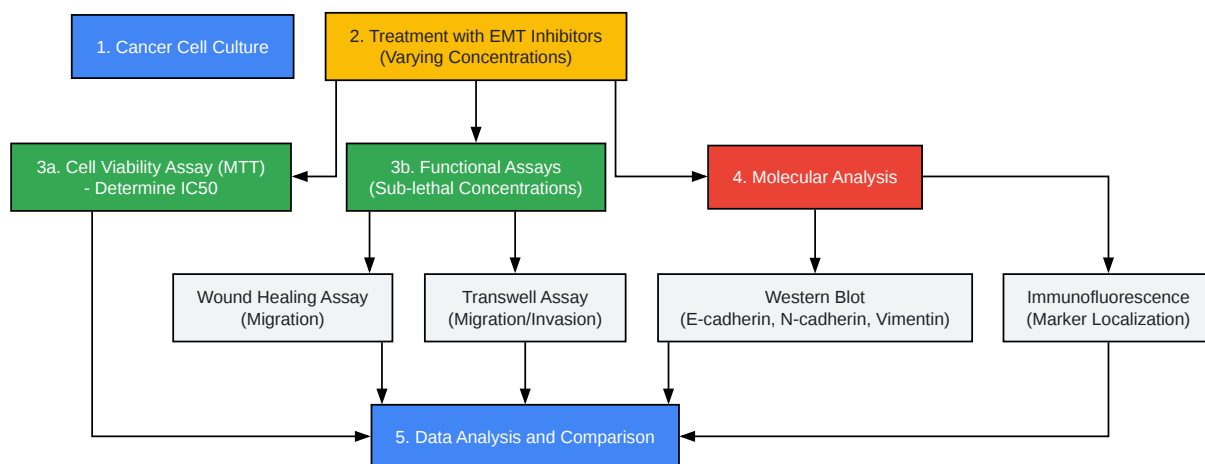 1. Cancer Cell Culture
2. Treatment with EMT Inhibitors
(Varying Concentrations)
3a. Cell Viability Assay (MTT)
- Determine IC50
3b. Functional Assays
(Sub-lethal Concentrations)
4. Molecular Analysis
Wound Healing Assay
(Migration)
Transwell Assay
(Migration/Invasion)
Western Blot
(E-cadherin, N-cadherin, Vimentin)
Immunofluorescence
(Marker Localization)
5. Data Analysis and Comparison